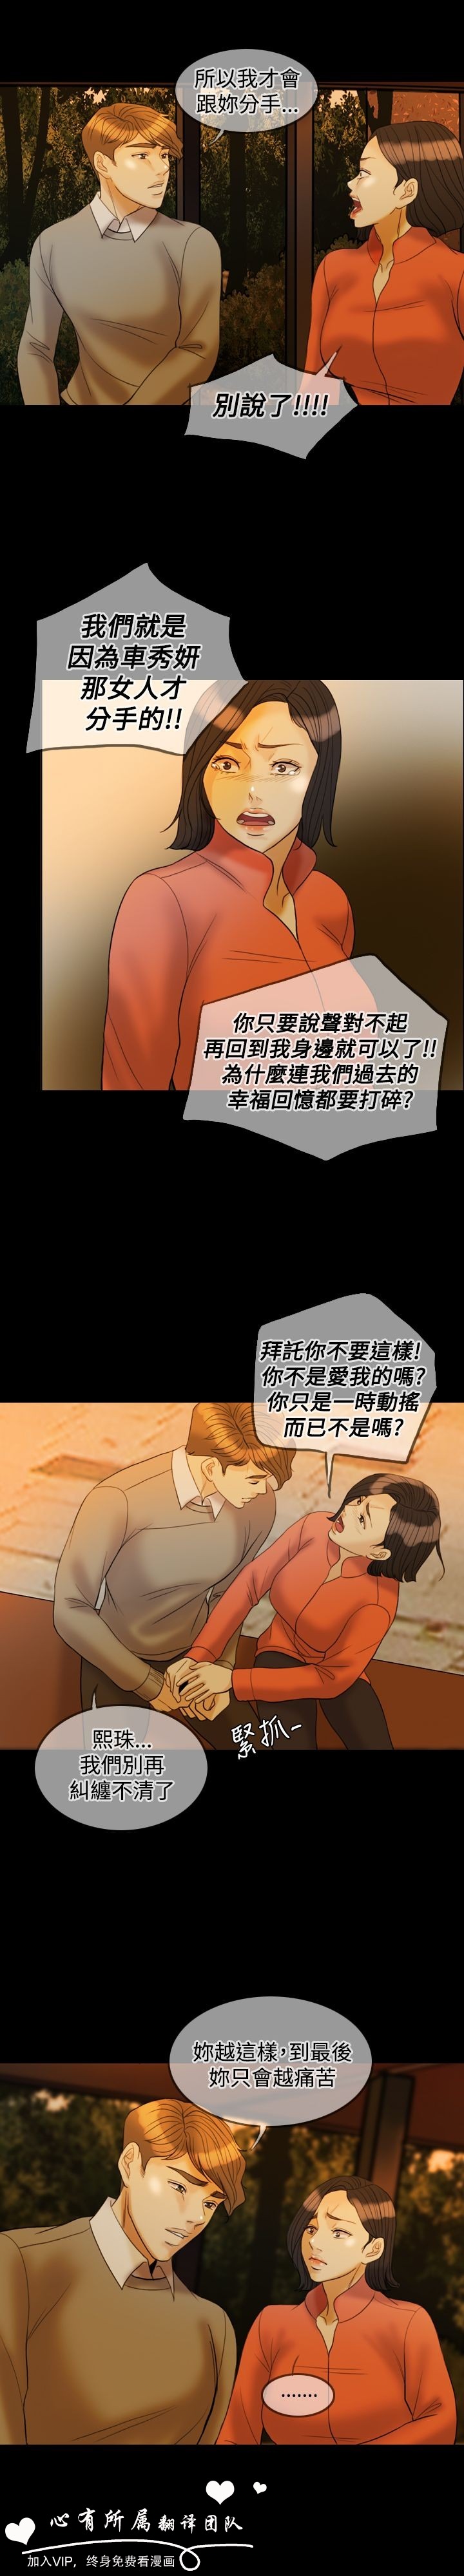 所以我才會
跟妳分手...
別說了!!!!
我們就是
因為車秀妍
那女人才
分手的!!
你只要說聲對不起
再回到我身邊就可以了!!
為什麼連我們過去的
幸福回憶都要打碎?
拜託你不要這樣!
你不是愛我的嗎?
你只是一時動搖
而已不是嗎?
緊抓~
熙珠...
我們別再
糾纏不清了
妳越這樣,到最後
妳只會越痛苦
.......
心有所属翻译团队
加入VIP，终身免费看漫画